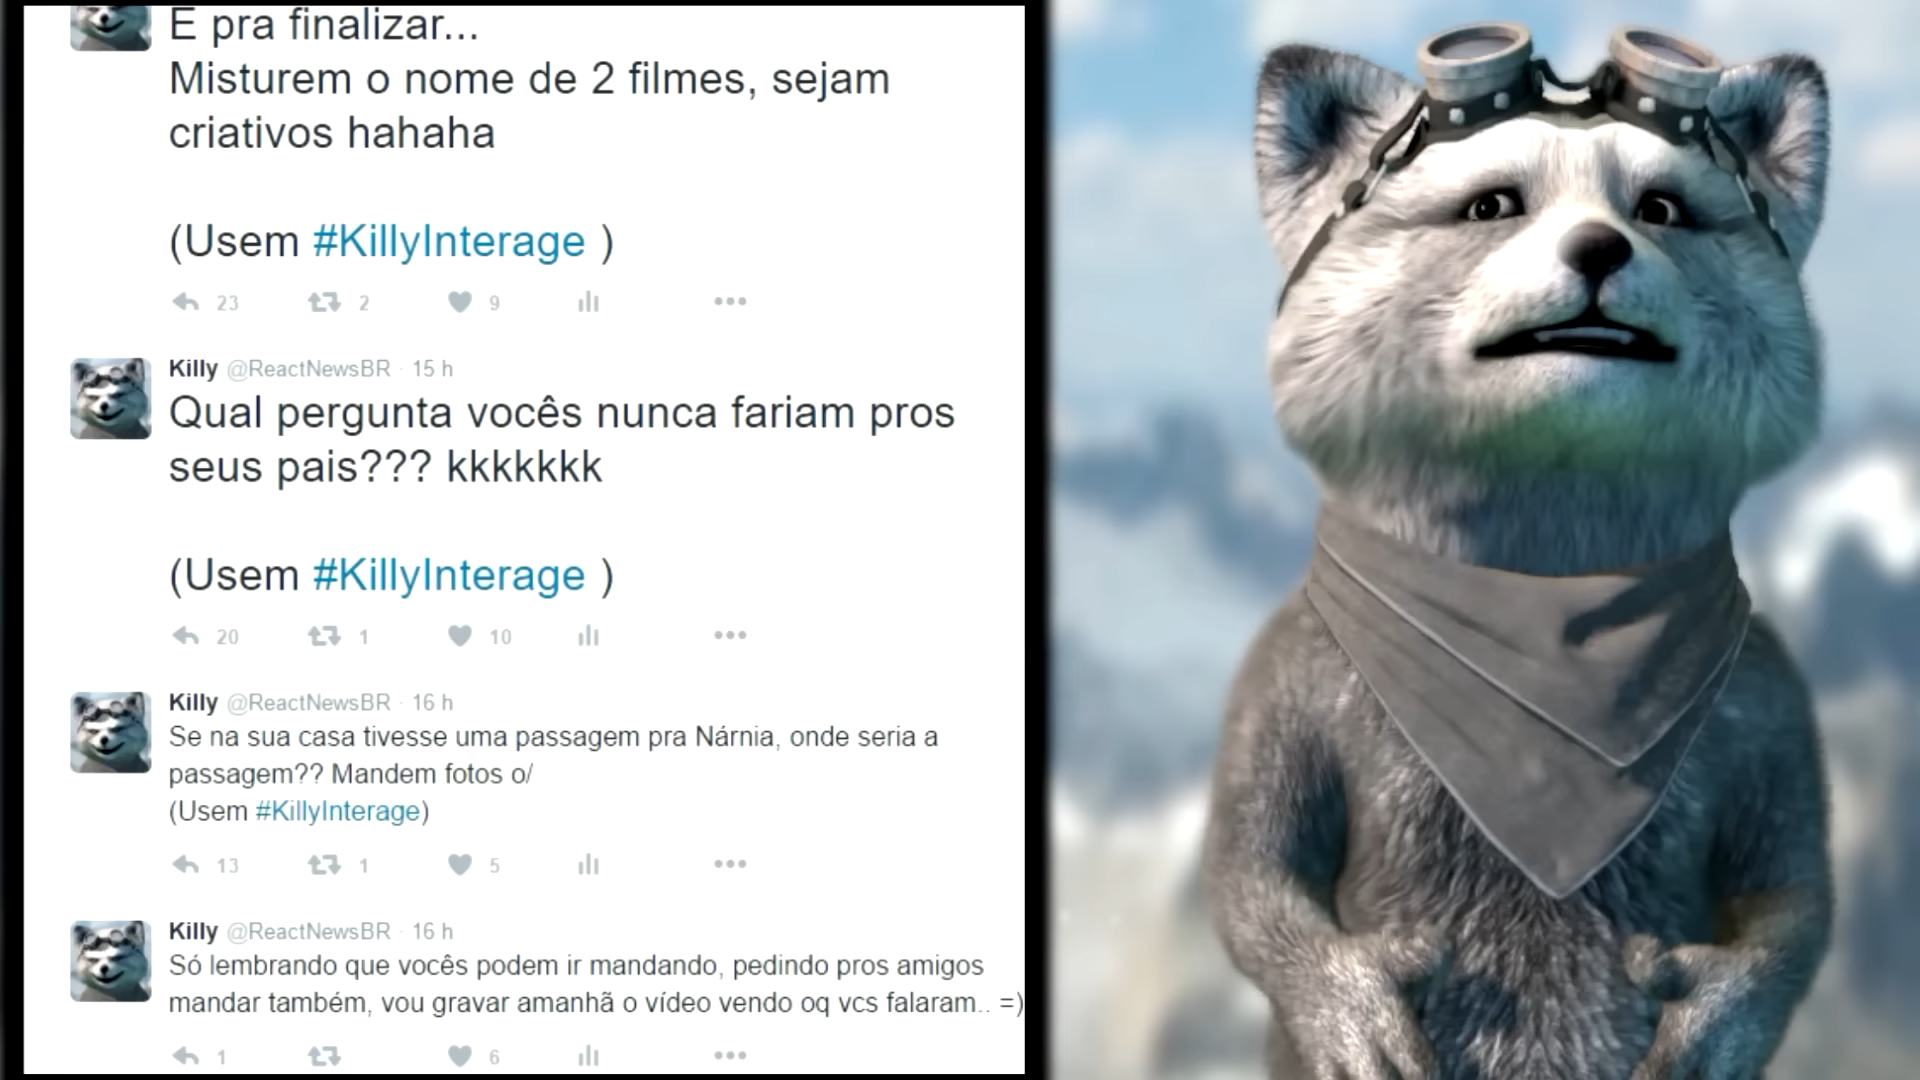 E pra finalizar...
Misturem o nome de 2 filmes, sejam
criativos hahaha
(Usem #KillyInterage )
23 2 9
Killy @ReactNewsBR · 15 h
Qual pergunta vocês nunca fariam pros
seus pais??? kkkkkkk
(Usem #KillyInterage )
20 1 10
Killy @ReactNewsBR · 16 h
Se na sua casa tivesse uma passagem pra Nárnia, onde seria a
passagem?? Mandem fotos o/
(Usem #KillyInterage)
13 1 5
Killy @ReactNewsBR · 16 h
Só lembrando que vocês podem ir mandando, pedindo pros amigos
mandar também, vou gravar amanhã o vídeo vendo oq vcs falaram.. =)
1 6